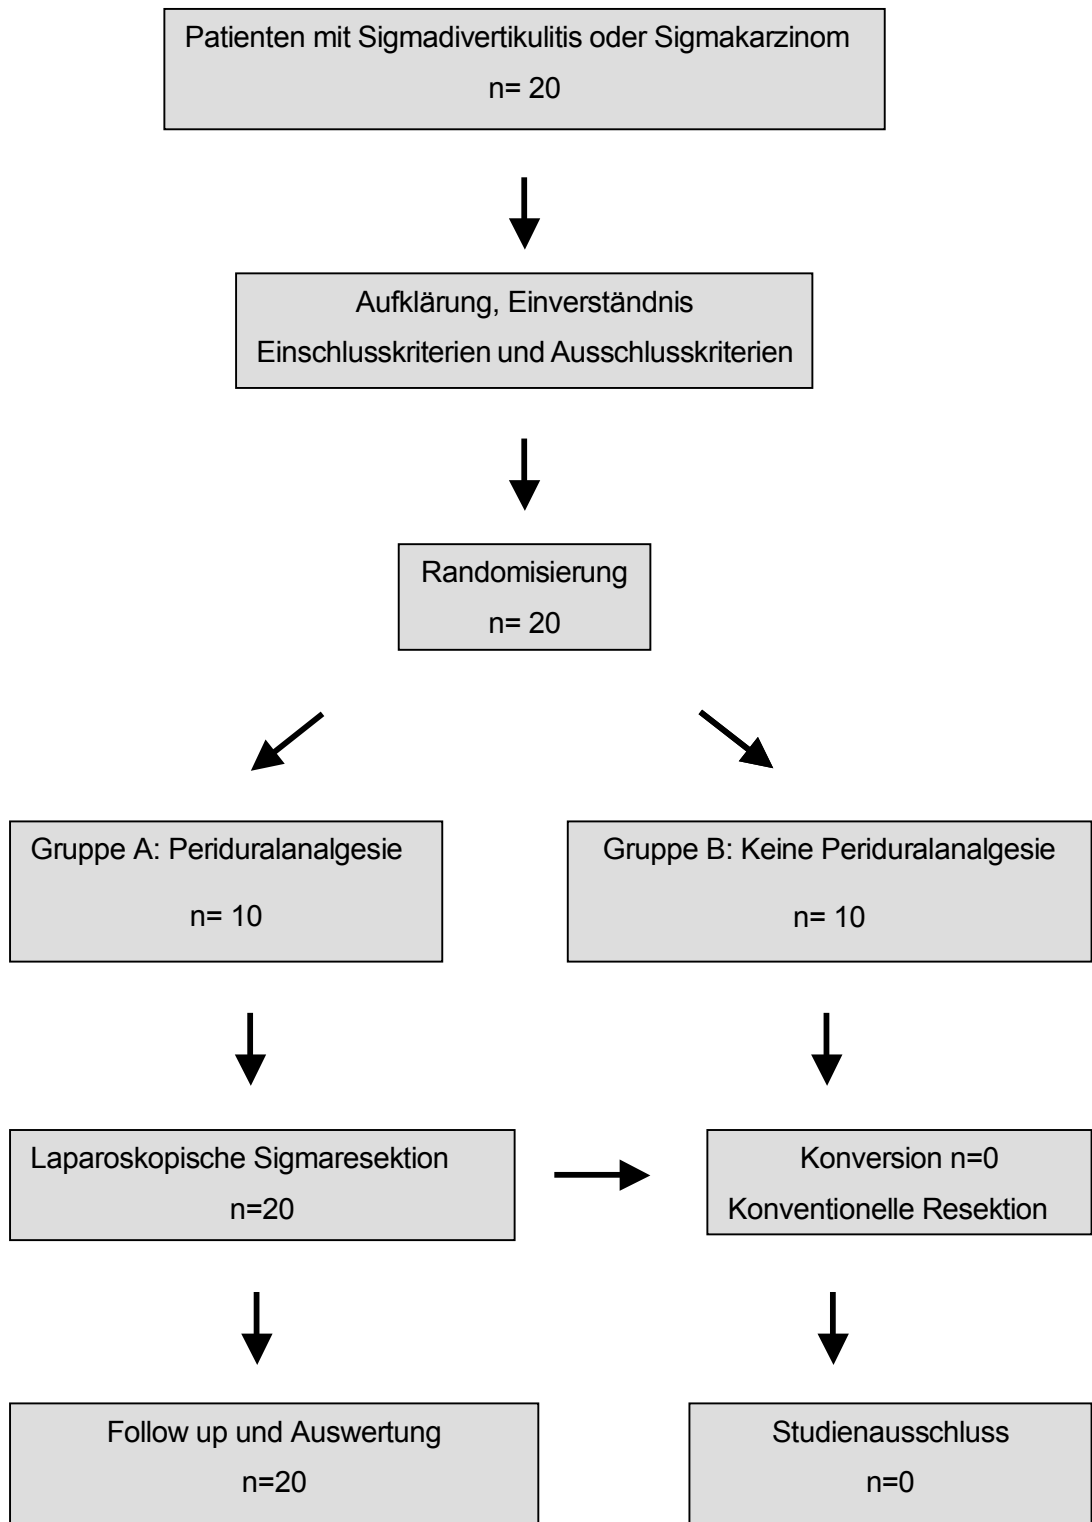 Patienten mit Sigmadivertikulitis oder Sigmakarzinom
n= 20
Aufklärung, Einverständnis
Einschlusskriterien und Ausschlusskriterien
Randomisierung
n= 20
Gruppe A: Periduralanalgesie
n= 10
Gruppe B: Keine Periduralanalgesie
n= 10
Laparoskopische Sigmaresektion
n=20
Konversion n=0
Konventionelle Resektion
Follow up und Auswertung
n=20
Studienausschluss
n=0